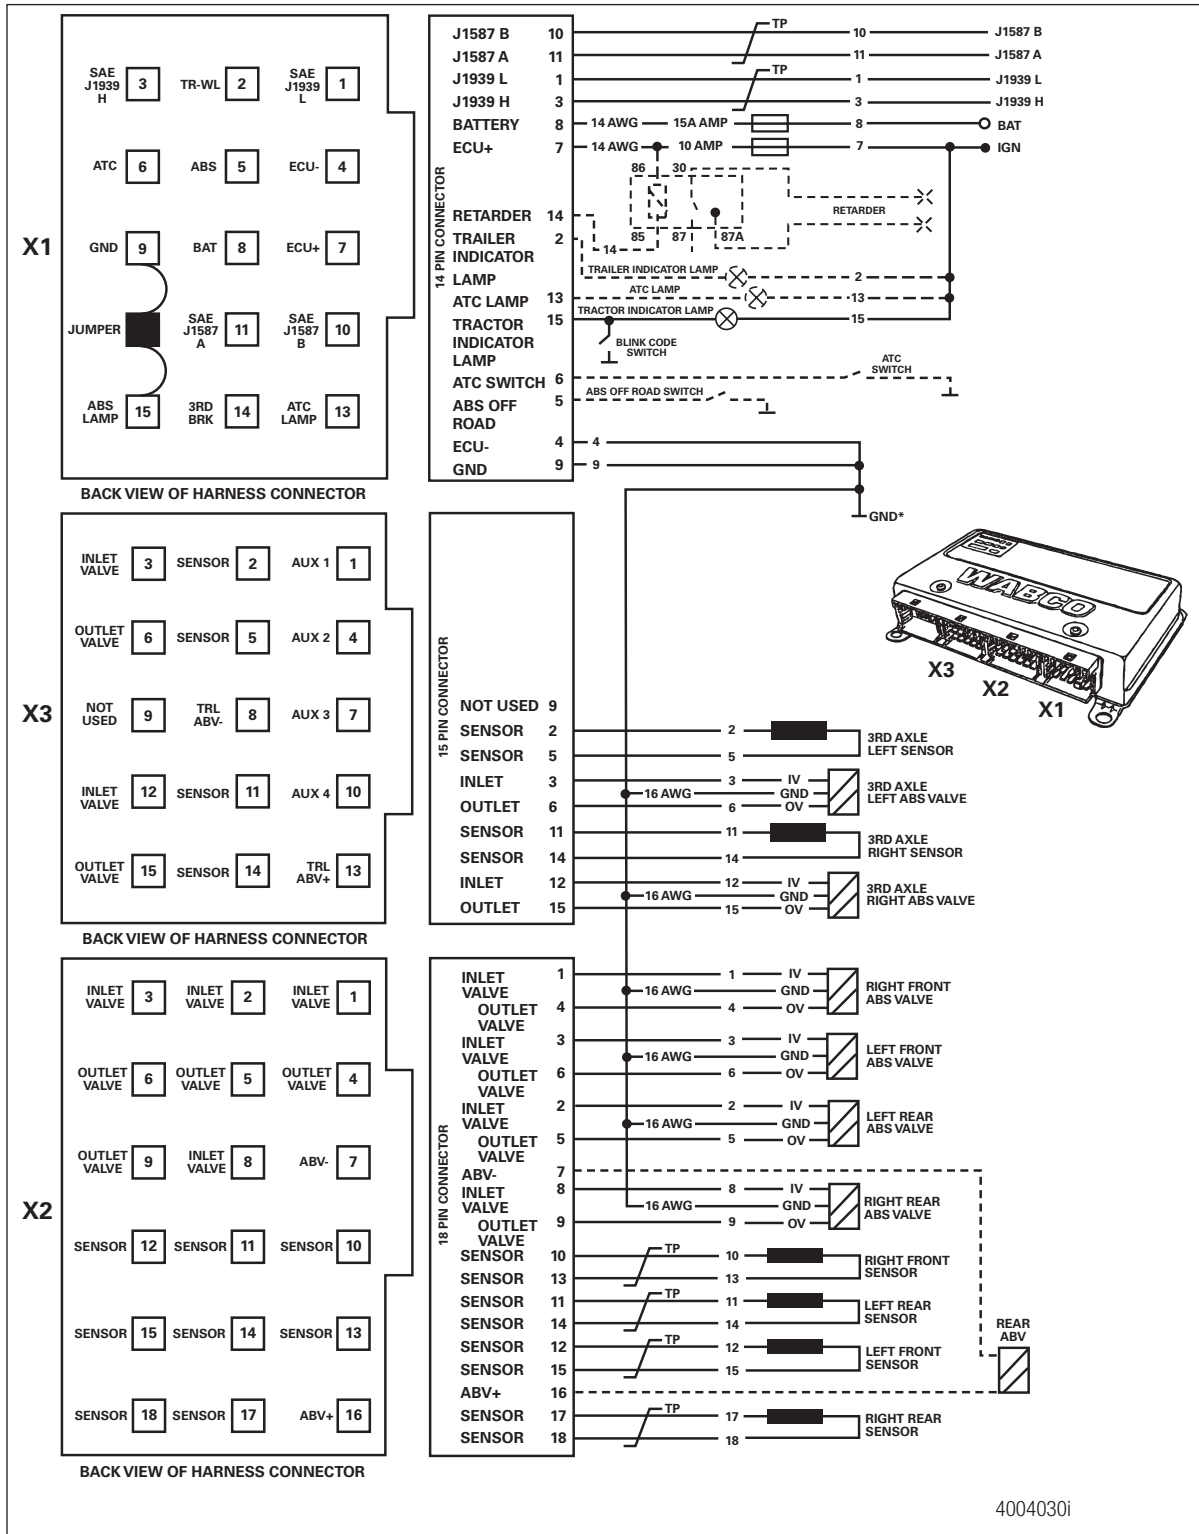 X1
SAE J1939 H 3
TR-WL 2
SAE J1939 L 1
ATC 6
ABS 5
ECU- 4
GND 9
BAT 8
ECU+ 7
JUMPER
SAE J1587 A 11
SAE J1587 B 10
ABS LAMP 15
3RD BRK 14
ATC LAMP 13
BACK VIEW OF HARNESS CONNECTOR
14 PIN CONNECTOR
J1587 B 10 TP 10 J1587 B
J1587 A 11 11 J1587 A
J1939 L 1 TP 1 J1939 L
J1939 H 3 3 J1939 H
BATTERY 8 14 AWG 15A AMP 8 BAT
ECU+ 7 14 AWG 10 AMP 7 IGN
86 30
RETARDER 14 RETARDER
85 87 87A
14
TRAILER INDICATOR LAMP 2 TRAILER INDICATOR LAMP 2
ATC LAMP 13 ATC LAMP 13
TRACTOR INDICATOR LAMP 15 TRACTOR INDICATOR LAMP 15
BLINK CODE SWITCH
ATC SWITCH 6 ATC SWITCH
ABS OFF ROAD 5 ABS OFF ROAD SWITCH
ECU- 4 4
GND 9 9
GND*
WABCO
X3
X2
X1
X3
INLET VALVE 3
SENSOR 2
AUX 1 1
OUTLET VALVE 6
SENSOR 5
AUX 2 4
NOT USED 9
TRL ABV- 8
AUX 3 7
INLET VALVE 12
SENSOR 11
AUX 4 10
OUTLET VALVE 15
SENSOR 14
TRL ABV+ 13
BACK VIEW OF HARNESS CONNECTOR
15 PIN CONNECTOR
NOT USED 9
SENSOR 2 2
SENSOR 5 5
3RD AXLE LEFT SENSOR
INLET 3 3 IV
16 AWG GND
OUTLET 6 6 OV
3RD AXLE LEFT ABS VALVE
SENSOR 11 11
SENSOR 14 14
3RD AXLE RIGHT SENSOR
INLET 12 12 IV
16 AWG GND
OUTLET 15 15 OV
3RD AXLE RIGHT ABS VALVE
X2
INLET VALVE 3
INLET VALVE 2
INLET VALVE 1
OUTLET VALVE 6
OUTLET VALVE 5
OUTLET VALVE 4
OUTLET VALVE 9
INLET VALVE 8
ABV- 7
SENSOR 12
SENSOR 11
SENSOR 10
SENSOR 15
SENSOR 14
SENSOR 13
SENSOR 18
SENSOR 17
ABV+ 16
BACK VIEW OF HARNESS CONNECTOR
18 PIN CONNECTOR
INLET VALVE 1 1 IV
16 AWG GND
OUTLET VALVE 4 4 OV
RIGHT FRONT ABS VALVE
INLET VALVE 3 3 IV
16 AWG GND
OUTLET VALVE 6 6 OV
LEFT FRONT ABS VALVE
INLET VALVE 2 2 IV
16 AWG GND
OUTLET VALVE 5 5 OV
LEFT REAR ABS VALVE
ABV- 7
INLET VALVE 8 8 IV
16 AWG GND
OUTLET VALVE 9 9 OV
RIGHT REAR ABS VALVE
SENSOR 10 TP 10
SENSOR 13 13
RIGHT FRONT SENSOR
SENSOR 11 TP 11
SENSOR 14 14
LEFT REAR SENSOR
SENSOR 12 TP 12
SENSOR 15 15
LEFT FRONT SENSOR
REAR ABV
ABV+ 16
SENSOR 17 TP 17
SENSOR 18 18
RIGHT REAR SENSOR
4004030i